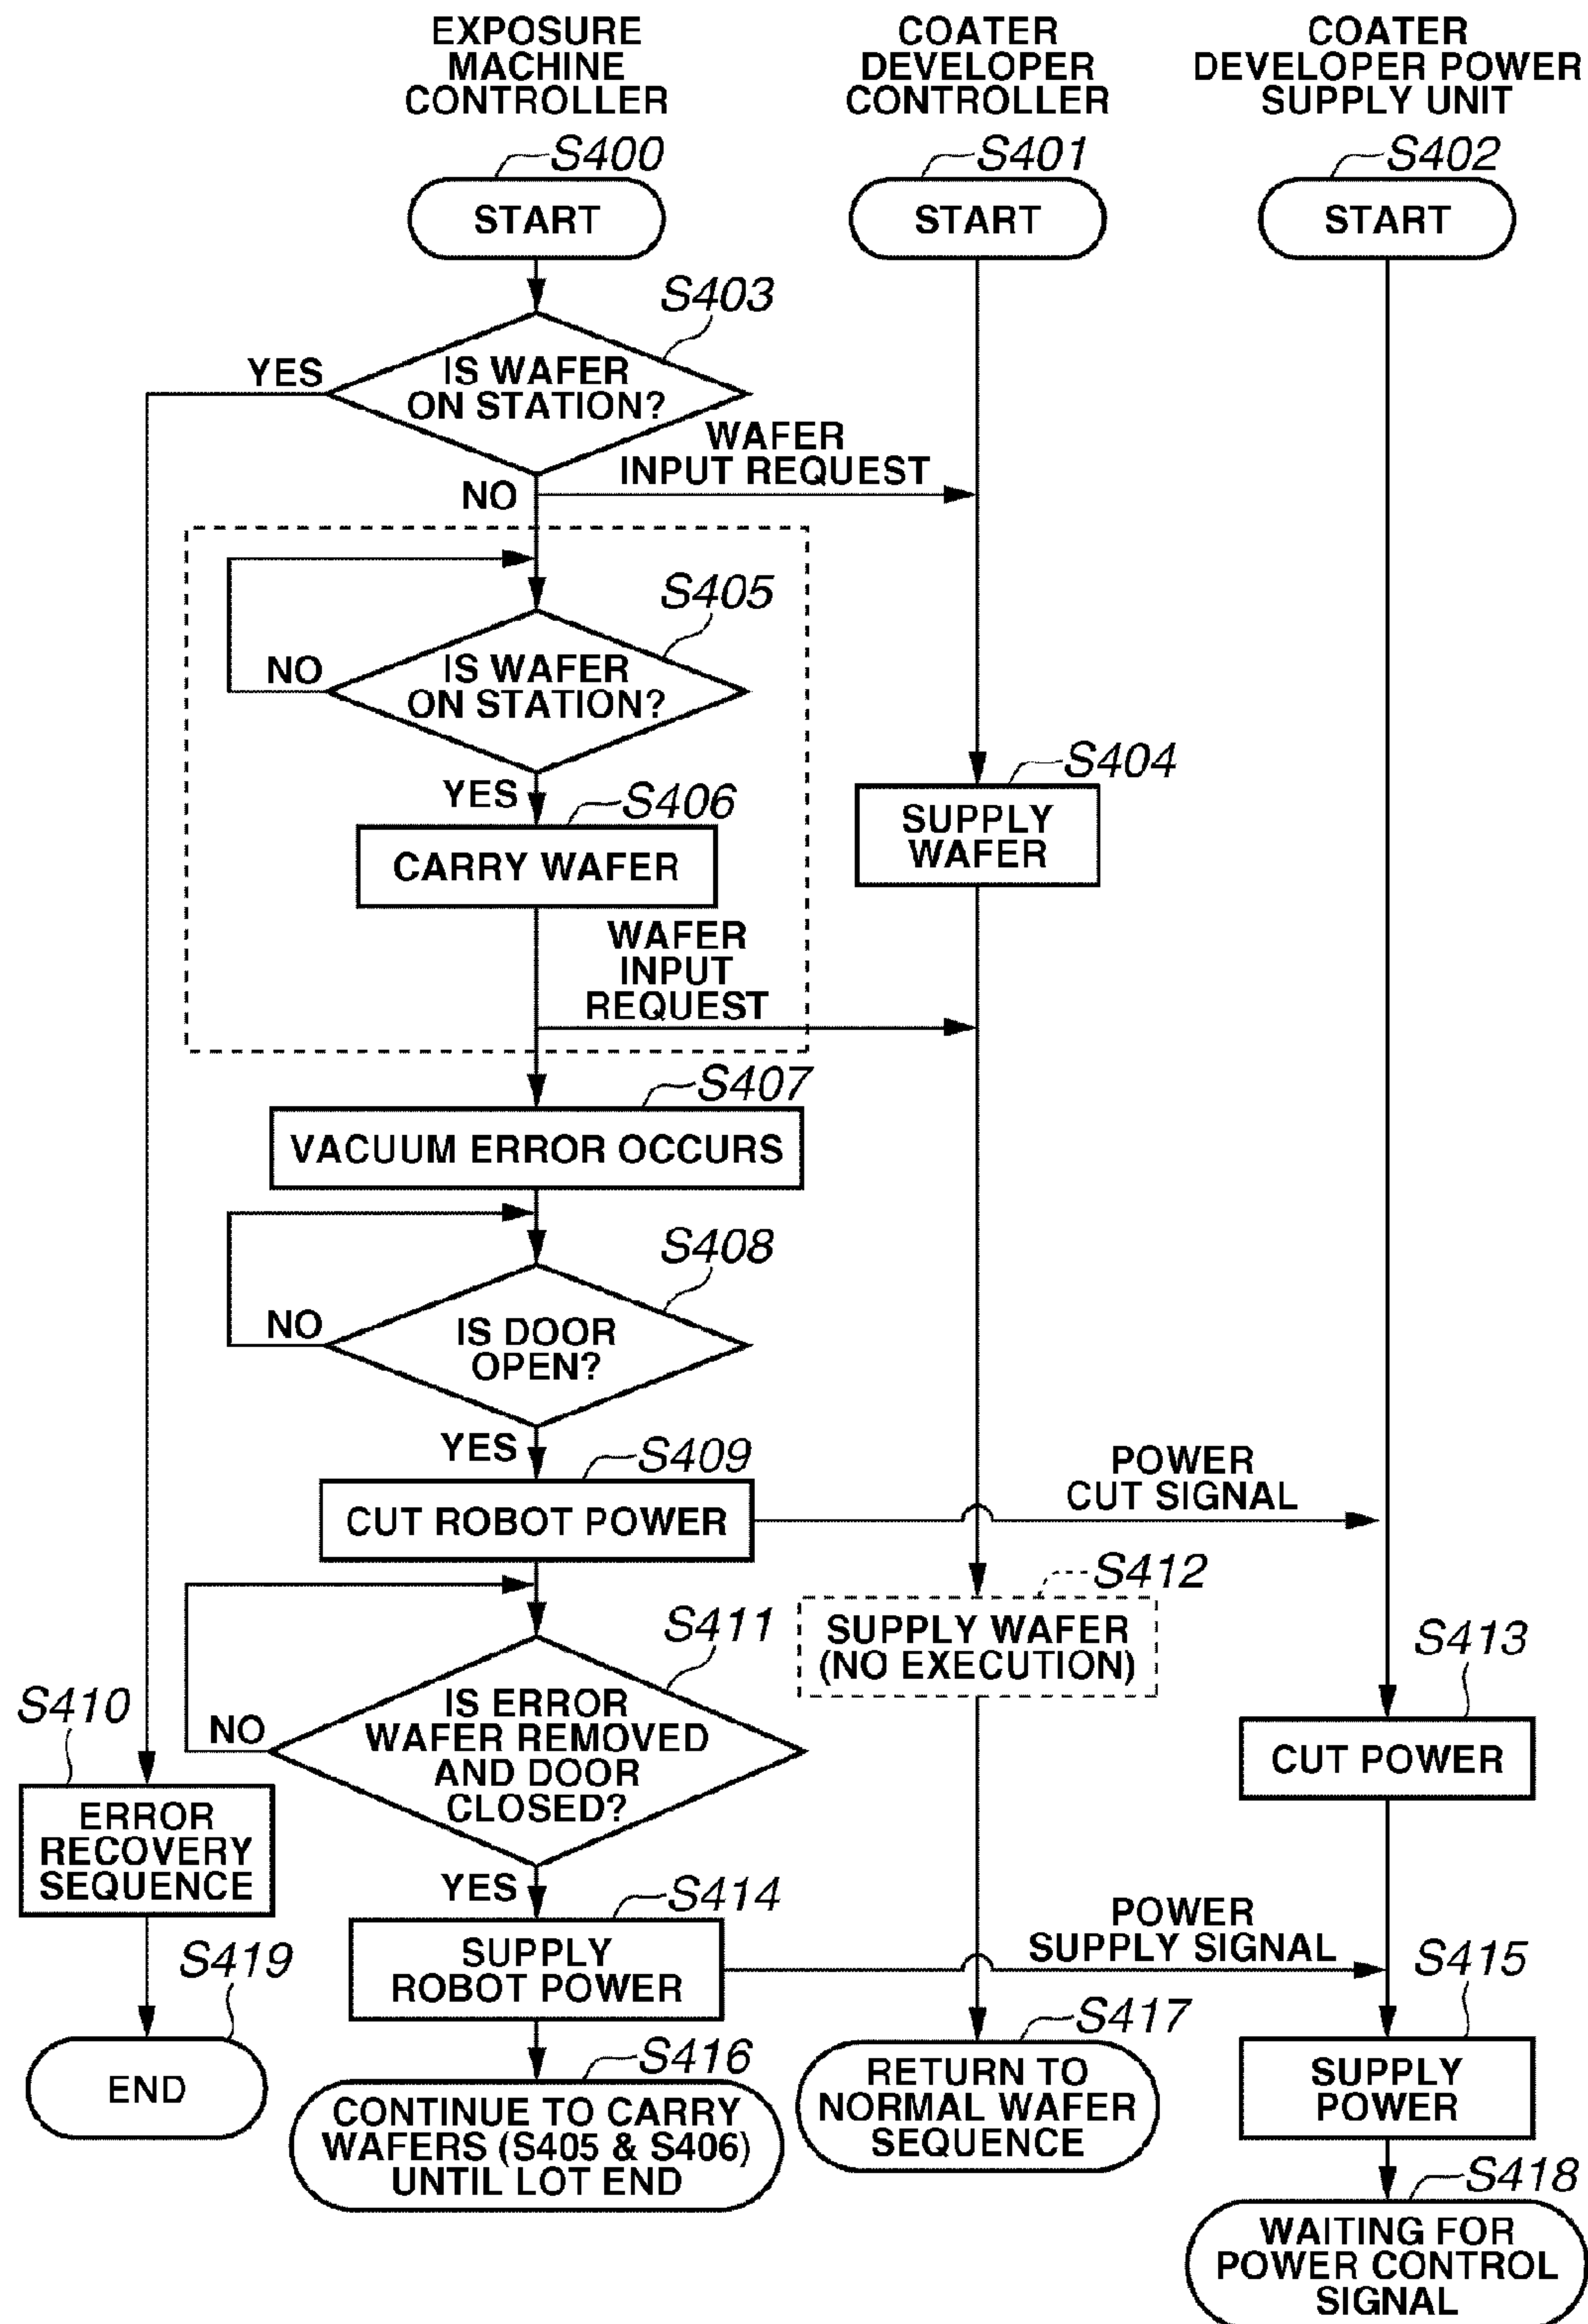 EXPOSURE
MACHINE
CONTROLLER
COATER
DEVELOPER
CONTROLLER
COATER
DEVELOPER POWER
SUPPLY UNIT
S400
S401
S402
START
START
START
S403
YES
IS WAFER
ON STATION?
WAFER
INPUT REQUEST
NO
S405
NO
IS WAFER
ON STATION?
S404
YES
S406
SUPPLY
WAFER
CARRY WAFER
WAFER
INPUT
REQUEST
S407
VACUUM ERROR OCCURS
S408
NO
IS DOOR
OPEN?
YES
S409
POWER
CUT SIGNAL
CUT ROBOT POWER
S412
S411
SUPPLY WAFER
(NO EXECUTION)
S413
S410
NO
IS ERROR
WAFER REMOVED
AND DOOR
CLOSED?
CUT POWER
ERROR
RECOVERY
SEQUENCE
YES
S414
POWER
SUPPLY SIGNAL
S419
SUPPLY
ROBOT POWER
S415
S417
S416
END
RETURN TO
NORMAL WAFER
SEQUENCE
SUPPLY
POWER
CONTINUE TO CARRY
WAFERS (S405 & S406)
UNTIL LOT END
S418
WAITING FOR
POWER CONTROL
SIGNAL